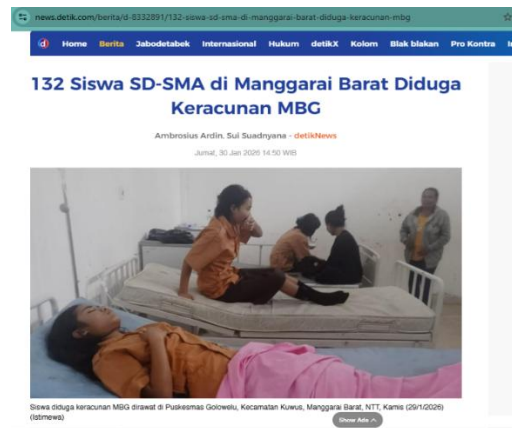 news.detik.com/berita/d-8332891/132-siswa-sd-sma-di-manggarai-barat-diduga-keracunan-mbg
d Home Berita Jabodetabek Internasional Hukum detikX Kolom Blak blakan Pro Kontra
132 Siswa SD-SMA di Manggarai Barat Diduga
Keracunan MBG
Ambrosius Ardin, Sui Suadnyana - detikNews
Jumat, 30 Jan 2026 14:50 WIB
Siswa diduga keracunan MBG dirawat di Puskesmas Golowelu, Kecamatan Kuwus, Manggarai Barat, NTT, Kamis (29/1/2026)
(Istimewa)
Show Ads